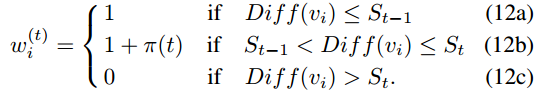 1 if Diff(v_i) ≤ S_{t−1} (12a)
w_i^{(t)} = { 1 + π(t) if S_{t−1} < Diff(v_i) ≤ S_t (12b)
0 if Diff(v_i) > S_t. (12c)